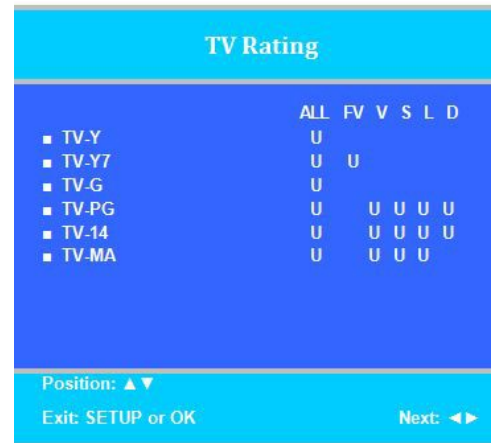 TV Rating
ALL FV V S L D
■ TV-Y U
■ TV-Y7 U U
■ TV-G U
■ TV-PG U U U U U
■ TV-14 U U U U U
■ TV-MA U U U U
Position: ▲▼
Exit: SETUP or OK Next: ◀▶